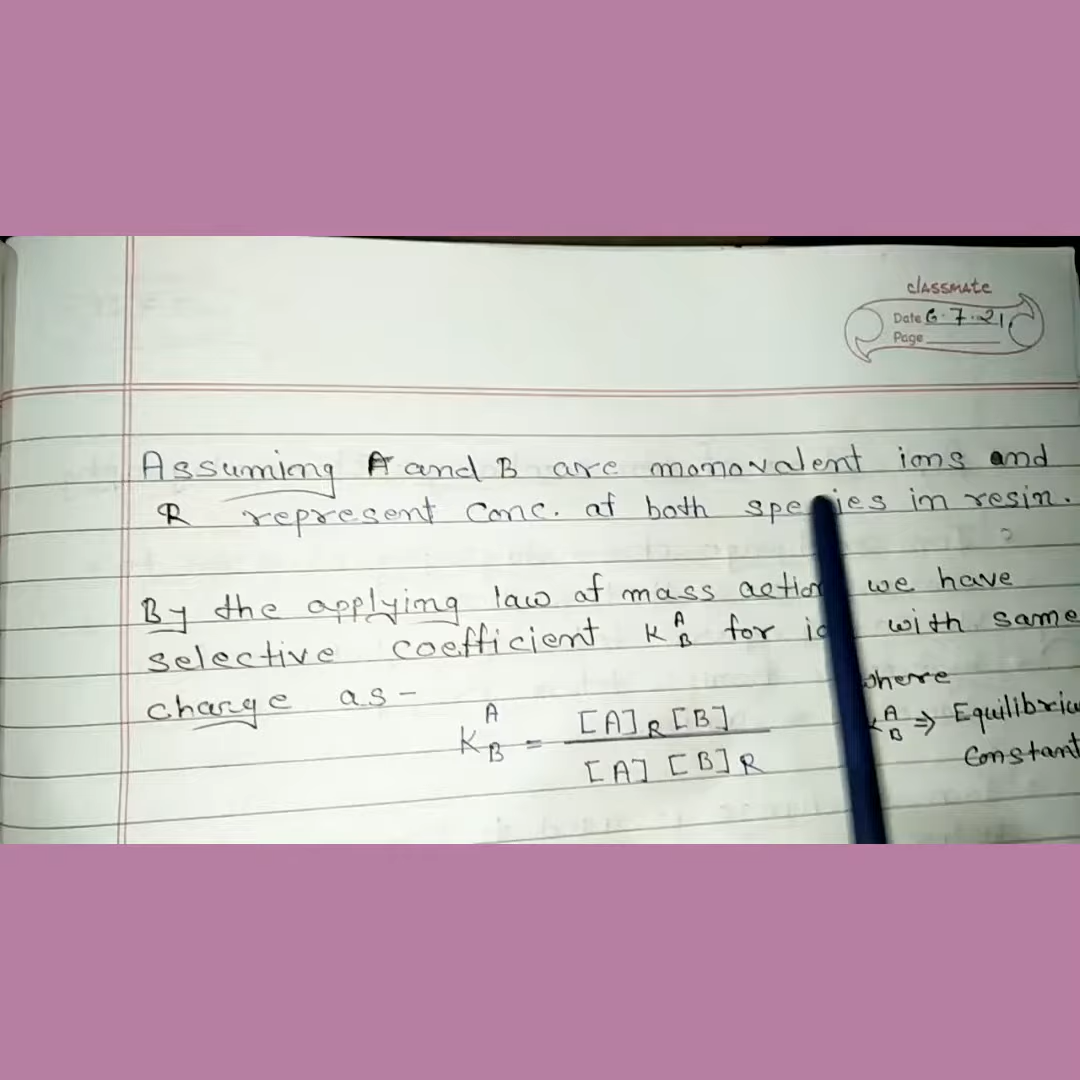 classmate
Date 6.7.21
Page
Assuming A and B are monovalent ions and
R represent conc. of both species in resin.
By the applying law of mass action we have
selective coefficient K^A_B for with same
charge as-
K^A_B = [A]R[B] / [A] [B]R
where
K^A_B ⇒ Equilibriu
Constant